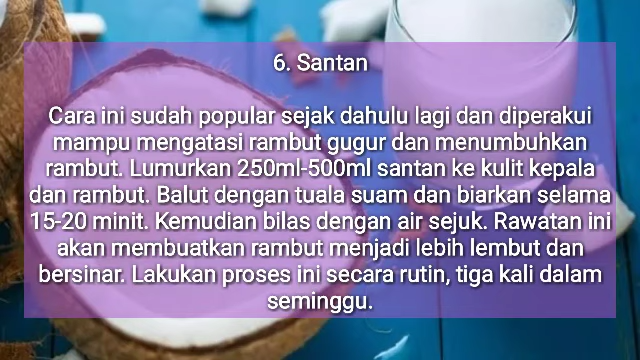 6. Santan
Cara ini sudah popular sejak dahulu lagi dan diperakui
mampu mengatasi rambut gugur dan menumbuhkan
rambut. Lumurkan 250ml-500ml santan ke kulit kepala
dan rambut. Balut dengan tuala suam dan biarkan selama
15-20 minit. Kemudian bilas dengan air sejuk. Rawatan ini
akan membuatkan rambut menjadi lebih lembut dan
bersinar. Lakukan proses ini secara rutin, tiga kali dalam
seminggu.